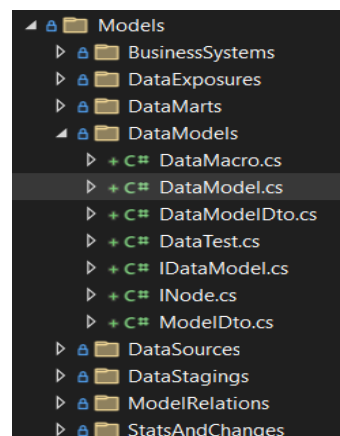 Models
BusinessSystems
DataExposures
DataMarts
DataModels
+ C# DataMacro.cs
+ C# DataModel.cs
+ C# DataModelDto.cs
+ C# DataTest.cs
+ C# IDataModel.cs
+ C# INode.cs
+ C# ModelDto.cs
DataSources
DataStagings
ModelRelations
StatsAndChanges